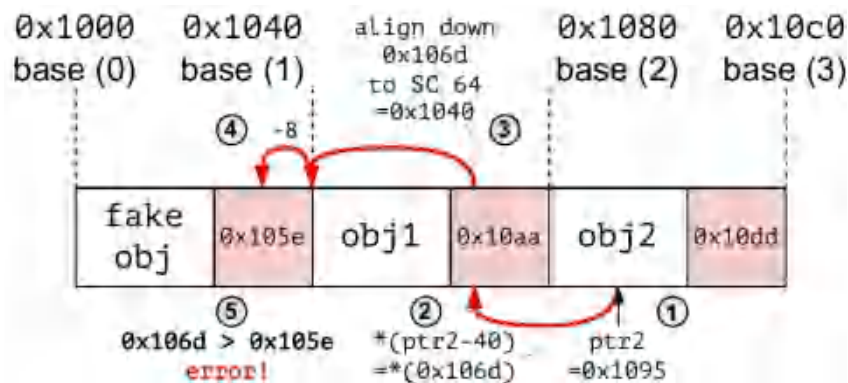 0x1000
base (0)
0x1040
base (1)
align down
0x106d
to SC 64
=0x1040
0x1080
base (2)
0x10c0
base (3)
④
-8
③
fake
obj
0x105e
obj1
0x10aa
obj2
0x10dd
⑤
0x106d > 0x105e
error!
②
*(ptr2-40)
=*(0x106d)
①
ptr2
=0x1095